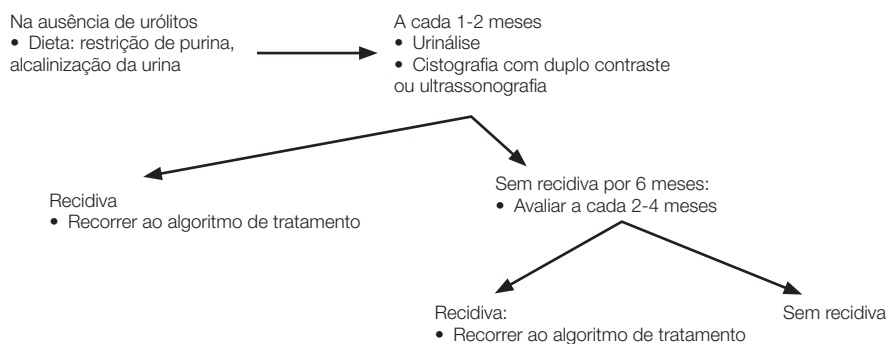 Na ausência de urólitos
• Dieta: restrição de purina,
alcalinização da urina
A cada 1-2 meses
• Urinálise
• Cistografia com duplo contraste
ou ultrassonografia
Recidiva
• Recorrer ao algoritmo de tratamento
Sem recidiva por 6 meses:
• Avaliar a cada 2-4 meses
Recidiva:
• Recorrer ao algoritmo de tratamento
Sem recidiva